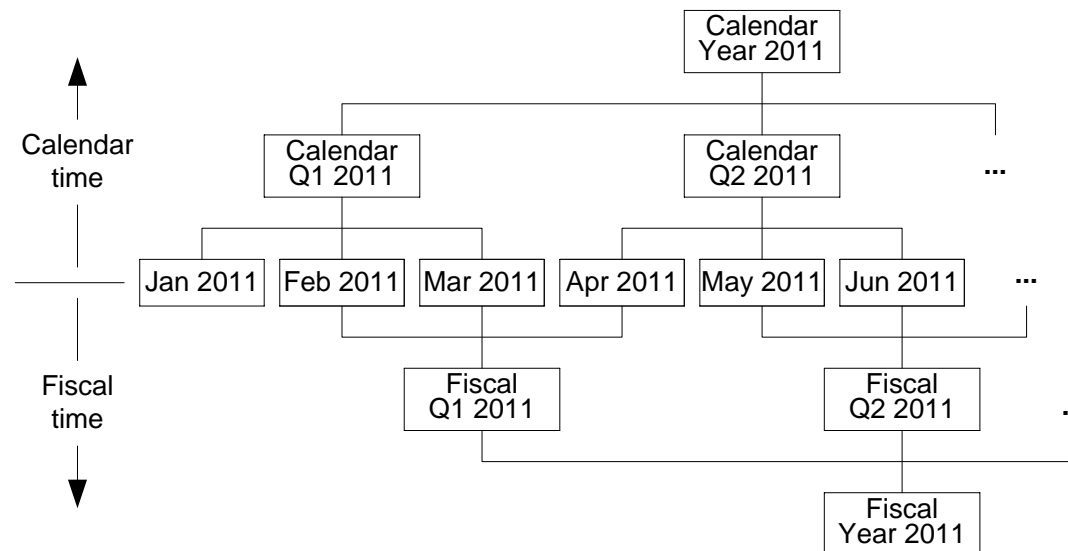 Calendar
Year 2011
Calendar
time
Calendar
Q1 2011
Calendar
Q2 2011
...
Jan 2011
Feb 2011
Mar 2011
Apr 2011
May 2011
Jun 2011
...
Fiscal
time
Fiscal
Q1 2011
Fiscal
Q2 2011
.
Fiscal
Year 2011